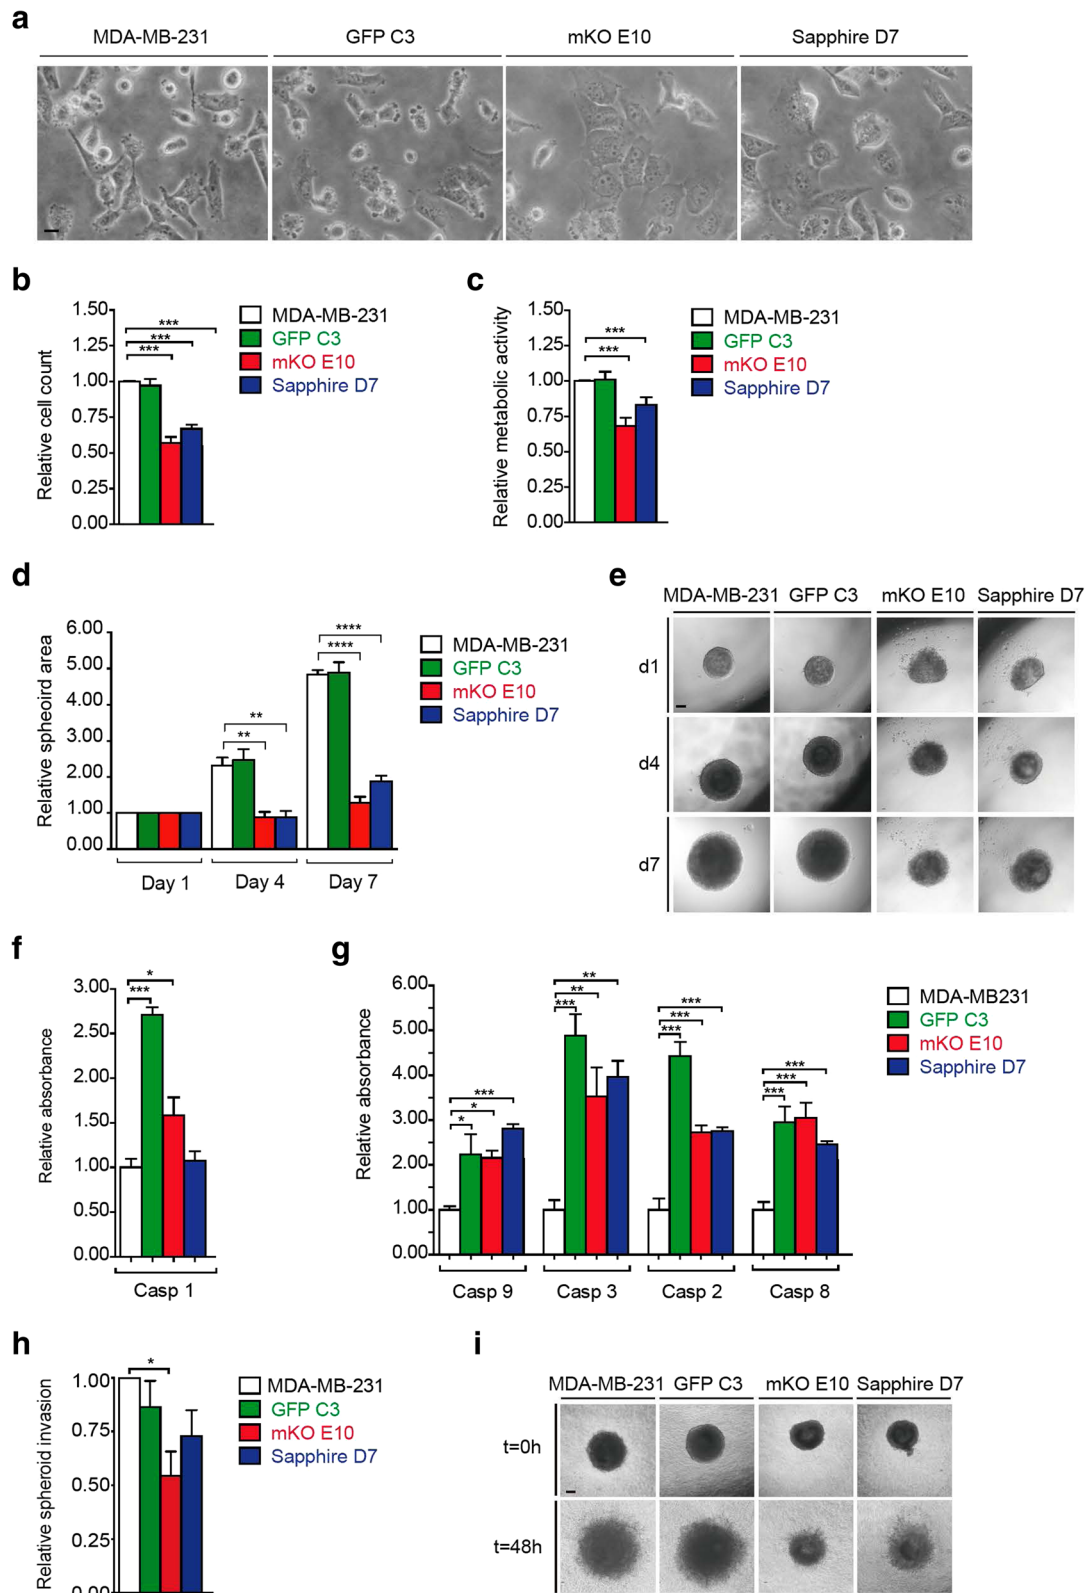 a
MDA-MB-231 GFP C3 mKO E10 Sapphire D7
b
Relative cell count
1.50
1.25
1.00
0.75
0.50
0.25
0.00
***
***
***
MDA-MB-231
GFP C3
mKO E10
Sapphire D7
c
Relative metabolic activity
1.50
1.25
1.00
0.75
0.50
0.25
0.00
***
***
MDA-MB-231
GFP C3
mKO E10
Sapphire D7
d
Relative spheoird area
6.00
5.00
4.00
3.00
2.00
1.00
0.00
**
**
****
****
Day 1 Day 4 Day 7
MDA-MB-231
GFP C3
mKO E10
Sapphire D7
e
MDA-MB-231 GFP C3 mKO E10 Sapphire D7
d1
d4
d7
f
Relative absorbance
3.00
2.50
2.00
1.50
1.00
0.50
0.00
*
***
Casp 1
g
Relative absorbance
6.00
5.00
4.00
3.00
2.00
1.00
0.00
***
*
*
**
**
***
***
***
***
***
***
***
Casp 9 Casp 3 Casp 2 Casp 8
MDA-MB231
GFP C3
mKO E10
Sapphire D7
h
Relative spheroid invasion
1.00
0.75
0.50
0.25
0.00
*
MDA-MB-231
GFP C3
mKO E10
Sapphire D7
i
MDA-MB-231 GFP C3 mKO E10 Sapphire D7
t=0h
t=48h